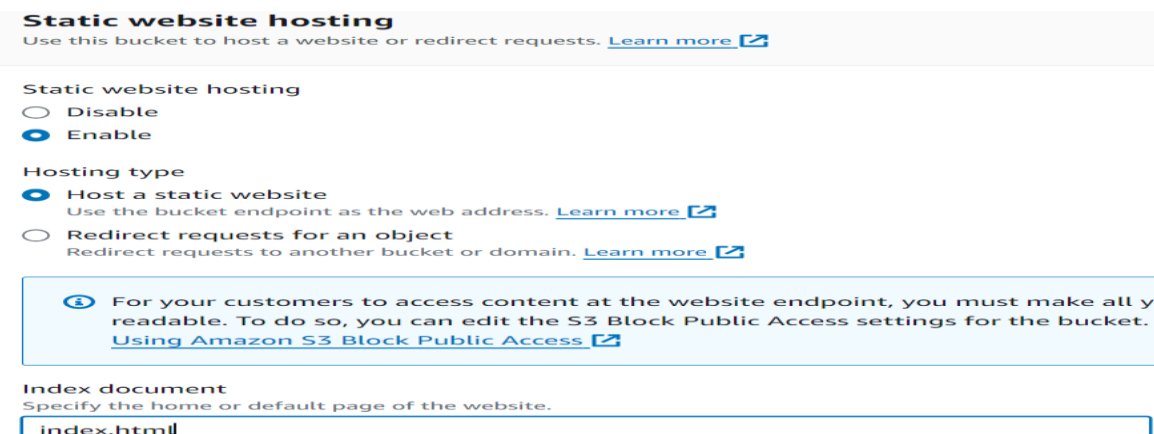 Static website hosting
Use this bucket to host a website or redirect requests. Learn more
Static website hosting
Disable
Enable
Hosting type
Host a static website
Use the bucket endpoint as the web address. Learn more
Redirect requests for an object
Redirect requests to another bucket or domain. Learn more
For your customers to access content at the website endpoint, you must make all
readable. To do so, you can edit the S3 Block Public Access settings for the bucket.
Using Amazon S3 Block Public Access
Index document
Specify the home or default page of the website.
index.html